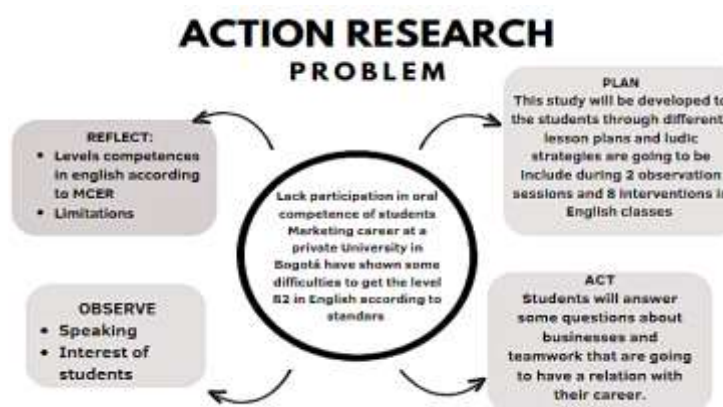 ACTION RESEARCH
PROBLEM
REFLECT:
• Levels competences
in english according
to MCER
• Limitations
PLAN
This study will be developed to
the students through different
lesson plans and ludic
strategies are going to be
include during 2 observation
sessions and 8 interventions in
English classes
Lack participation in oral
competence of students
Marketing career at a
private University in
Bogotá have shown some
difficulties to get the level
B2 in English according to
standars
OBSERVE
• Speaking
• Interest of
students
ACT
Students will answer
some questions about
businesses and
teamwork that are going
to have a relation with
their career.